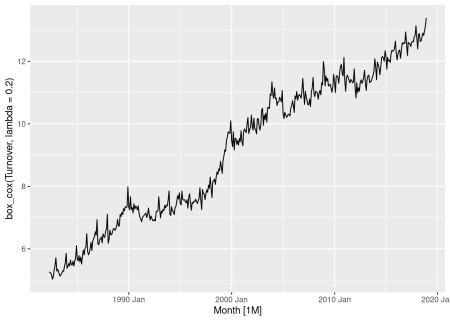 box_cox(Turnover, lambda = 0.2)
12
10
8
6
1990 Jan
2000 Jan
2010 Jan
2020 Ja
Month [1M]